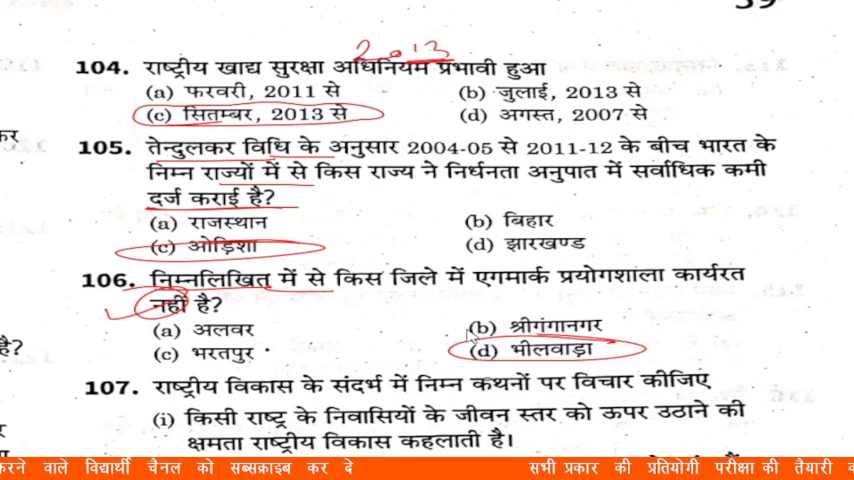 2013
104. राष्ट्रीय खाद्य सुरक्षा अधिनियम प्रभावी हुआ
(a) फरवरी, 2011 से (b) जुलाई, 2013 से
(c) सितम्बर, 2013 से (d) अगस्त, 2007 से
105. तेन्दुलकर विधि के अनुसार 2004-05 से 2011-12 के बीच भारत के
निम्न राज्यों में से किस राज्य ने निर्धनता अनुपात में सर्वाधिक कमी
दर्ज कराई है?
(a) राजस्थान (b) बिहार
(c) ओड़िशा (d) झारखण्ड
106. निम्नलिखित में से किस जिले में एगमार्क प्रयोगशाला कार्यरत
नहीं है?
(a) अलवर (b) श्रीगंगानगर
(c) भरतपुर (d) भीलवाड़ा
है?
107. राष्ट्रीय विकास के संदर्भ में निम्न कथनों पर विचार कीजिए
(i) किसी राष्ट्र के निवासियों के जीवन स्तर को ऊपर उठाने की
क्षमता राष्ट्रीय विकास कहलाती है।
करने वाले विद्यार्थी चैनल को सब्सक्राइब कर दे सभी प्रकार की प्रतियोगी परीक्षा की तैयारी